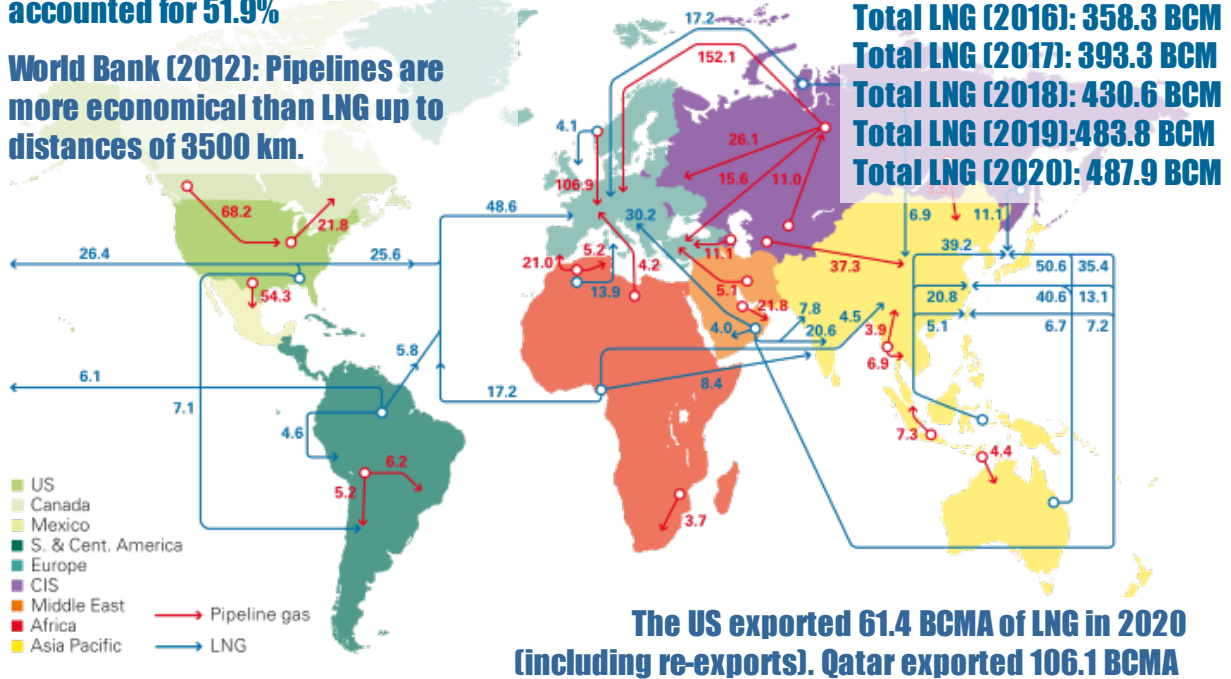 accounted for 51.9%
World Bank (2012): Pipelines are
more economical than LNG up to
distances of 3500 km.
Total LNG (2016): 358.3 BCM
Total LNG (2017): 393.3 BCM
Total LNG (2018): 430.6 BCM
Total LNG (2019):483.8 BCM
Total LNG (2020): 487.9 BCM
17.2
152.1
4.1
26.1
15.6
11.0
106.9
3.9
68.2
21.8
48.6
30.2
6.9
11.1
26.4
25.6
21.0
5.2
4.2
11.1
37.3
39.2
50.6
35.4
54.3
13.9
5.1
21.8
7.8
4.5
20.8
40.6
13.1
4.0
20.6
3.9
5.1
6.7
7.2
5.8
6.9
6.1
17.2
8.4
7.1
4.6
7.3
4.4
6.2
5.2
3.7
US
Canada
Mexico
S. & Cent. America
Europe
CIS
Middle East
Africa
Asia Pacific
Pipeline gas
LNG
The US exported 61.4 BCMA of LNG in 2020
(including re-exports). Qatar exported 106.1 BCMA